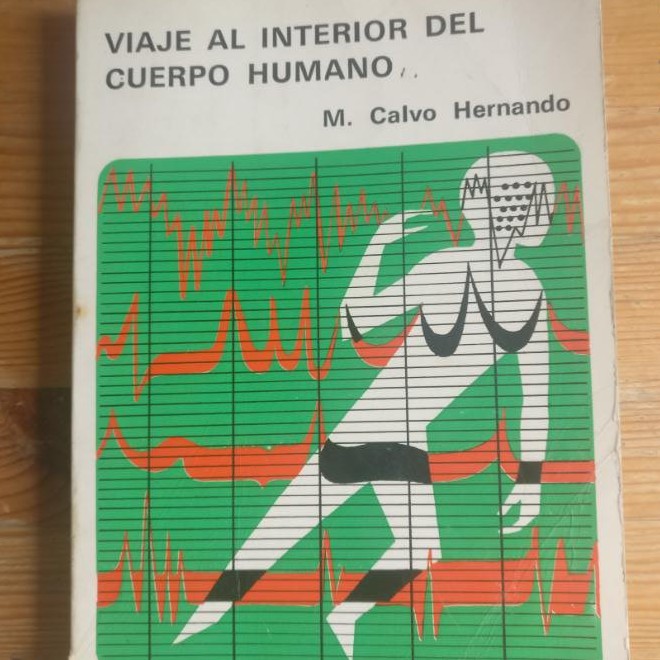 VIAJE AL INTERIOR DEL
CUERPO HUMANO
M. Calvo Hernando